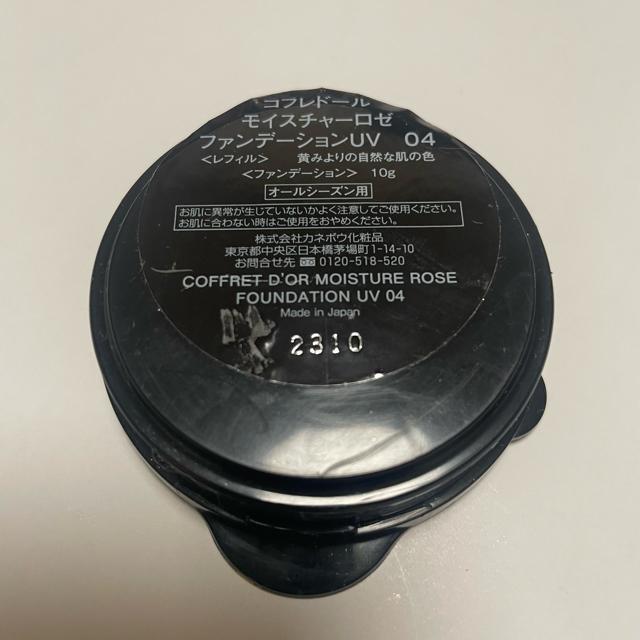 コフレドール
モイスチャーロゼ
ファンデーションUV 04
＜レフィル＞ 黄みよりの自然な肌の色
＜ファンデーション＞ 10g
オールシーズン用
お肌に異常が生じていないかよく注意してご使用ください。
お肌に合わない時はご使用をおやめください。
株式会社カネボウ化粧品
東京都中央区日本橋茅場町1-14-10
お問合せ先 0120-518-520
COFFRET D'OR MOISTURE ROSE
FOUNDATION UV 04
Made in Japan
2310